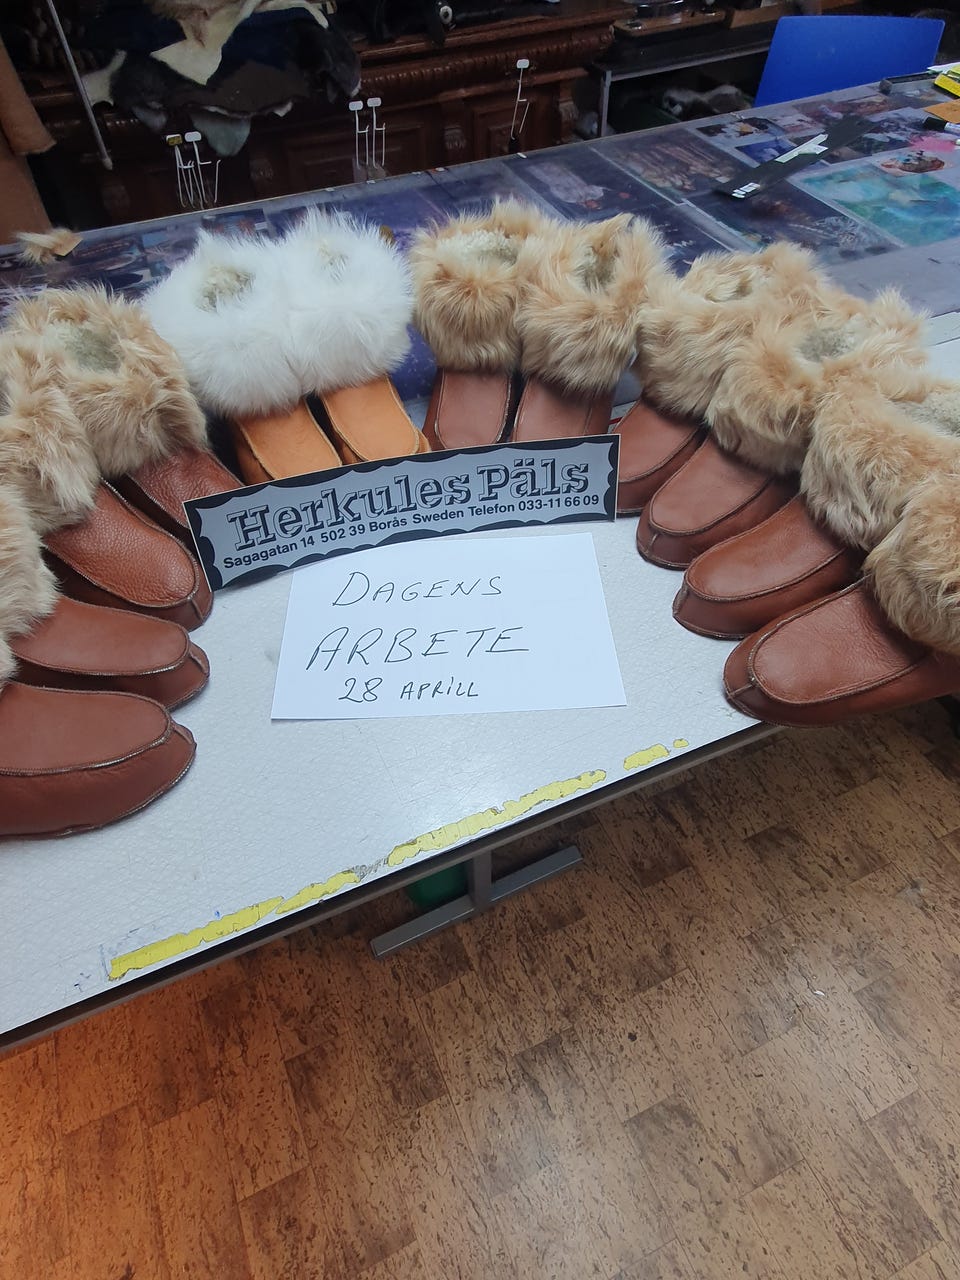 Herkules Päls
Sagagatan 14 502 39 Borås Sweden Telefon 033-11 66 09
DAGENS
ARBETE
28 APRILL